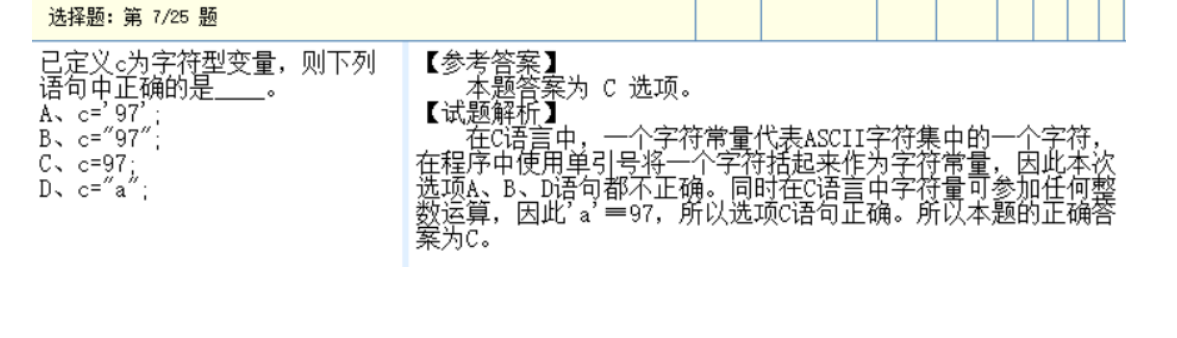 选择题：第 7/25 题
已定义c为字符型变量，则下列
语句中正确的是____。
A、c='97';
B、c="97";
C、c=97;
D、c="a";
【参考答案】
本题答案为 C 选项。
【试题解析】
在C语言中，一个字符常量代表ASCII字符集中的一个字符，
在程序中使用单引号将一个字符括起来作为字符常量，因此本次
选项A、B、D语句都不正确。同时在C语言中字符量可参加任何整
数运算，因此'a'==97，所以选项C语句正确。所以本题的正确答
案为C。